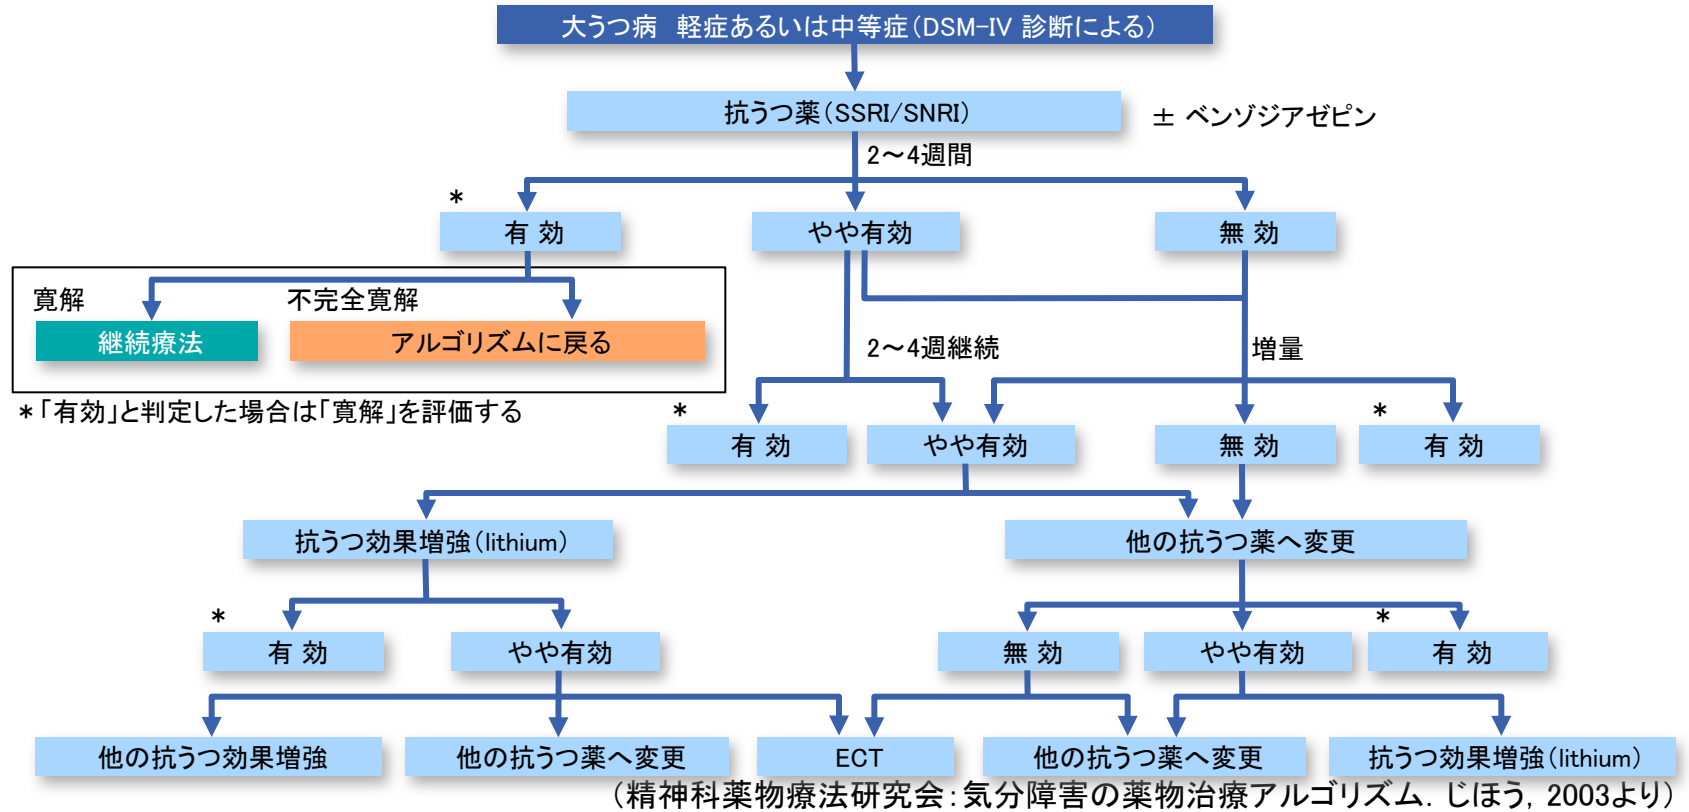 大うつ病　軽症あるいは中等症(DSM-IV 診断による)
抗うつ薬(SSRI/SNRI)
± ベンゾジアゼピン
2～4週間
*
有 効
やや有効
無 効
寛解
不完全寛解
継続療法
アルゴリズムに戻る
2～4週継続
増量
*「有効」と判定した場合は「寛解」を評価する
*
有 効
やや有効
無 効
*
有 効
抗うつ効果増強(lithium)
他の抗うつ薬へ変更
*
有 効
やや有効
無 効
やや有効
*
有 効
他の抗うつ効果増強
他の抗うつ薬へ変更
ECT
他の抗うつ薬へ変更
抗うつ効果増強(lithium)
(精神科薬物療法研究会:気分障害の薬物治療アルゴリズム. じほう, 2003より)